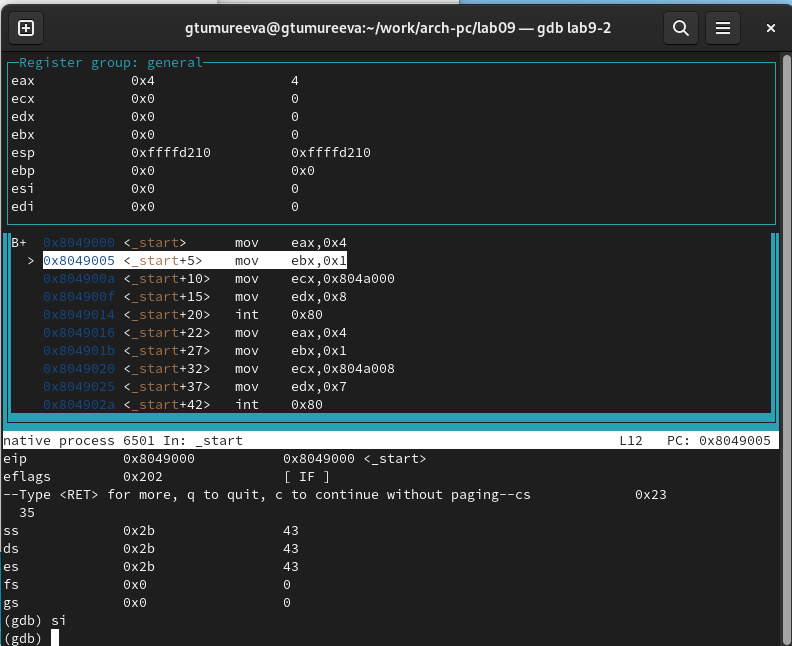 gtumureeva@gtumureeva:~/work/arch-pc/lab09 — gdb lab9-2
Register group: general
eax 0x4 4
ecx 0x0 0
edx 0x0 0
ebx 0x0 0
esp 0xffffd210 0xffffd210
ebp 0x0 0x0
esi 0x0 0
edi 0x0 0
B+ 0x8049000 <_start> mov eax,0x4
> 0x8049005 <_start+5> mov ebx,0x1
0x804900a <_start+10> mov ecx,0x804a000
0x804900f <_start+15> mov edx,0x8
0x8049014 <_start+20> int 0x80
0x8049016 <_start+22> mov eax,0x4
0x804901b <_start+27> mov ebx,0x1
0x8049020 <_start+32> mov ecx,0x804a008
0x8049025 <_start+37> mov edx,0x7
0x804902a <_start+42> int 0x80
native process 6501 In: _start L12 PC: 0x8049005
eip 0x8049000 0x8049000 <_start>
eflags 0x202 [ IF ]
--Type <RET> for more, q to quit, c to continue without paging--cs 0x23
35
ss 0x2b 43
ds 0x2b 43
es 0x2b 43
fs 0x0 0
gs 0x0 0
(gdb) si
(gdb)